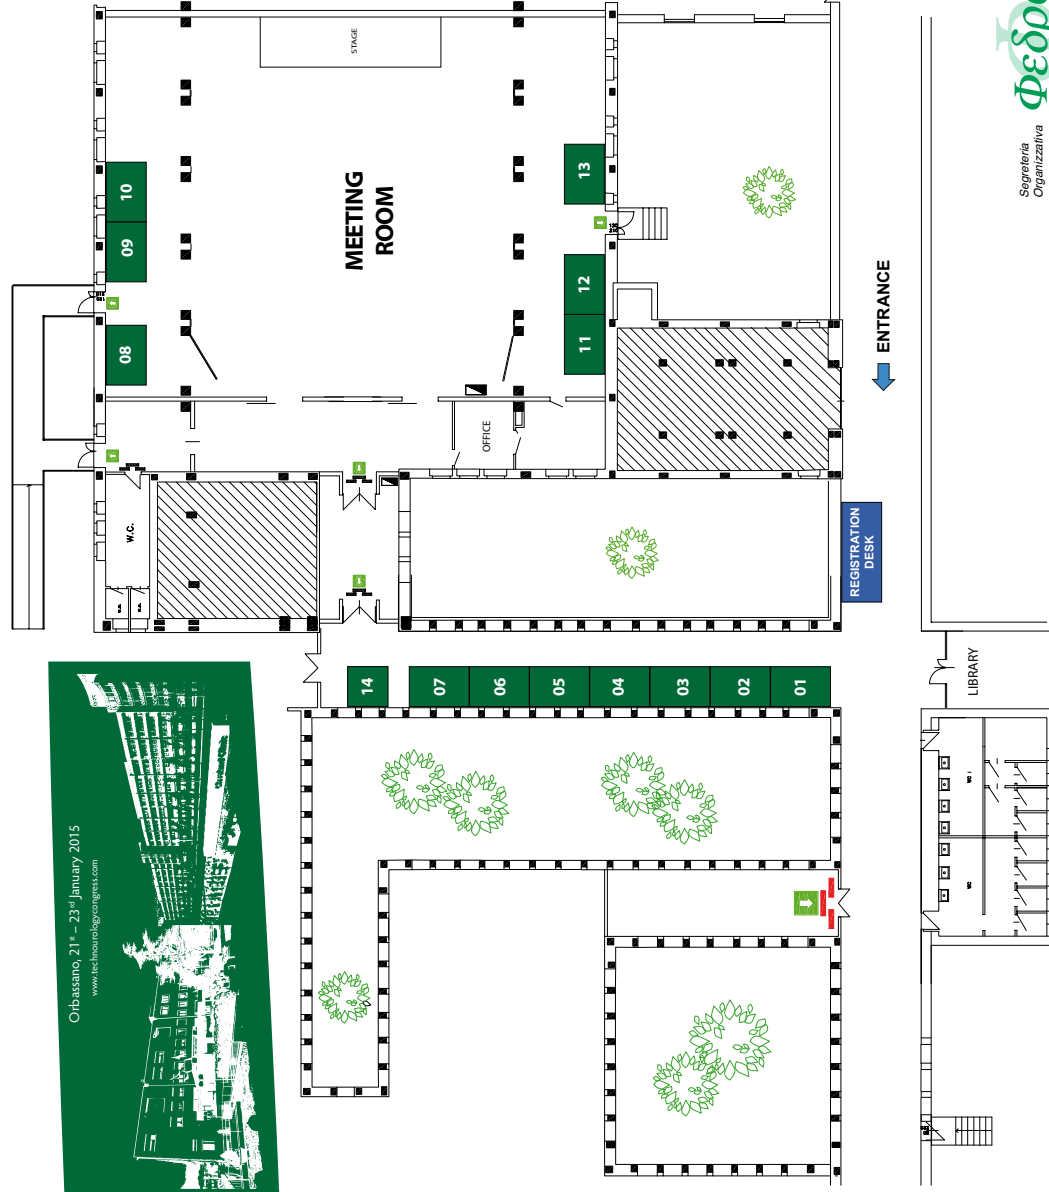 STAGE
MEETING
ROOM
10
09
08
13
12
11
OFFICE
W.C.
ENTRANCE
REGISTRATION
DESK
LIBRARY
14
07
06
05
04
03
02
01
WC
Segreteria
Organizzativa
Orbassano, 21st – 23rd January 2015
www.technourologycongress.com